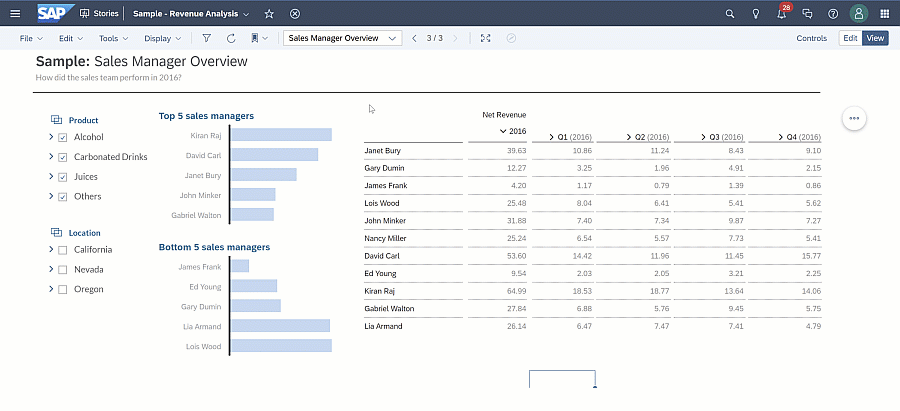 SAP Stories Sample - Revenue Analysis 28
File Edit Tools Display Sales Manager Overview 3 / 3 Controls Edit View
Sample: Sales Manager Overview
How did the sales team perform in 2016?
Product
Alcohol
Carbonated Drinks
Juices
Others
Location
California
Nevada
Oregon
Top 5 sales managers
Kiran Raj
David Carl
Janet Bury
John Minker
Gabriel Walton
Bottom 5 sales managers
James Frank
Ed Young
Gary Dumin
Lia Armand
Lois Wood
Net Revenue
2016 Q1 (2016) Q2 (2016) Q3 (2016) Q4 (2016)
Janet Bury 39.63 10.86 11.24 8.43 9.10
Gary Dumin 12.27 3.25 1.96 4.91 2.15
James Frank 4.20 1.17 0.79 1.39 0.86
Lois Wood 25.48 8.04 6.41 5.41 5.62
John Minker 31.88 7.40 7.34 9.87 7.27
Nancy Miller 25.24 6.54 5.57 7.73 5.41
David Carl 53.60 14.42 11.96 11.45 15.77
Ed Young 9.54 2.03 2.05 3.21 2.25
Kiran Raj 64.99 18.53 18.77 13.64 14.06
Gabriel Walton 27.84 6.88 5.76 9.45 5.75
Lia Armand 26.14 6.47 7.47 7.41 4.79